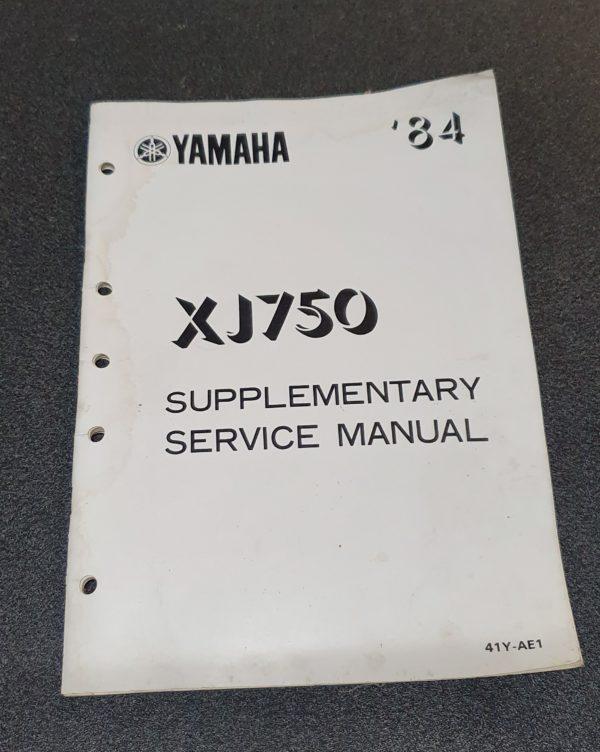 YAMAHA '84
XJ750
SUPPLEMENTARY
SERVICE MANUAL
41Y-AE1